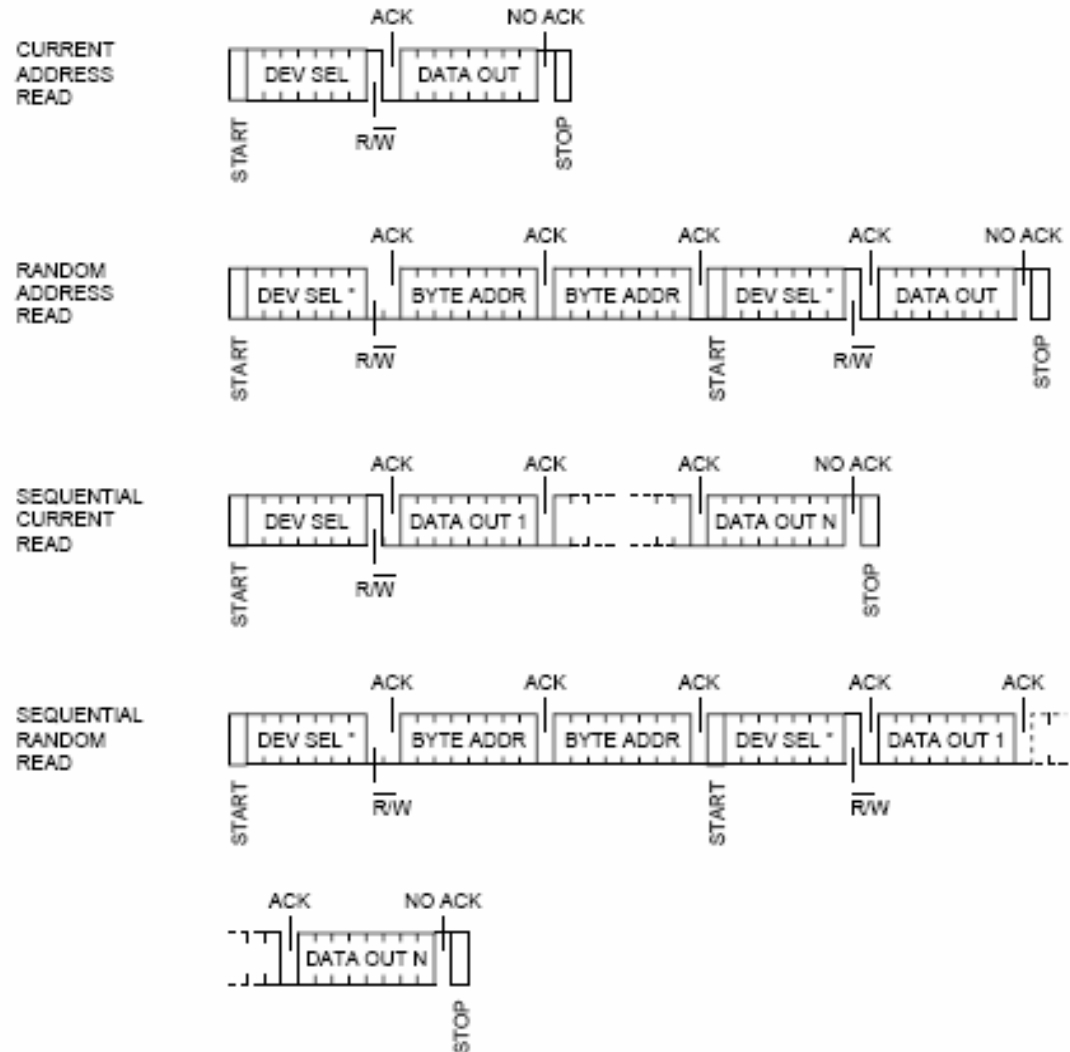 ACK NO ACK
CURRENT
ADDRESS
READ
DEV SEL DATA OUT
START R/W̅ STOP
ACK ACK ACK ACK NO ACK
RANDOM
ADDRESS
READ
DEV SEL * BYTE ADDR BYTE ADDR DEV SEL * DATA OUT
START R/W̅ START R/W̅ STOP
ACK ACK ACK NO ACK
SEQUENTIAL
CURRENT
READ
DEV SEL DATA OUT 1 DATA OUT N
START R/W̅ STOP
ACK ACK ACK ACK ACK
SEQUENTIAL
RANDOM
READ
DEV SEL * BYTE ADDR BYTE ADDR DEV SEL * DATA OUT 1
START R̅/W START R̅/W
ACK NO ACK
DATA OUT N
STOP